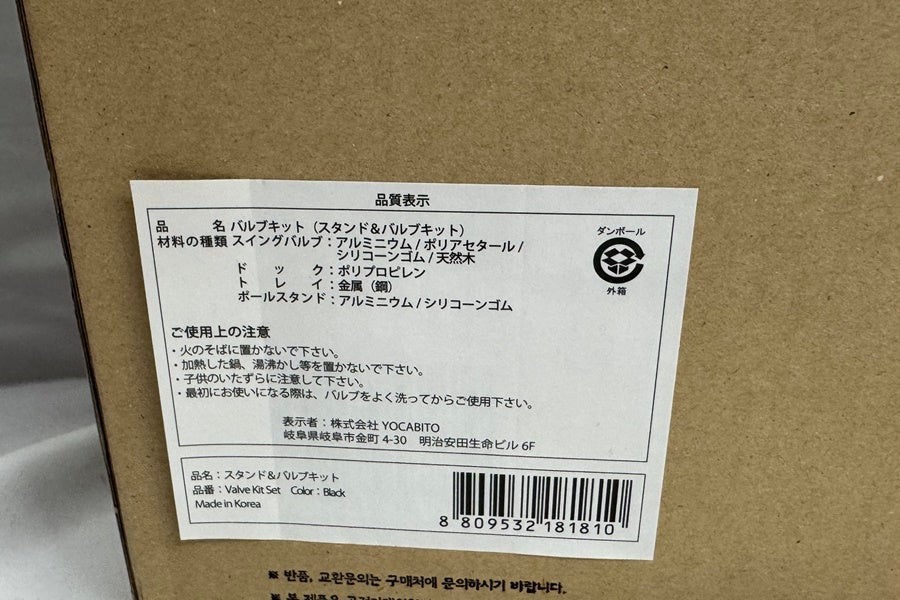 品質表示
品　　名 バルブキット（スタンド&バルブキット）
材料の種類 スイングバルブ：アルミニウム / ポリアセタール /
シリコーンゴム / 天然木
ド ッ ク：ポリプロピレン
ト レ イ：金属（鋼）
ポールスタンド：アルミニウム / シリコーンゴム
ダンボール
外箱
ご使用上の注意
・火のそばに置かないで下さい。
・加熱した鍋、湯沸かし等を置かないで下さい。
・子供のいたずらに注意して下さい。
・最初にお使いになる際は、バルブをよく洗ってからご使用下さい。
表示者：株式会社 YOCABITO
岐阜県岐阜市金町 4-30　明治安田生命ビル 6F
品名：スタンド&バルブキット
品番：Valve Kit Set　Color：Black
Made in Korea
8 809532 181810
※ 반품, 교환문의는 구매처에 문의하시기 바랍니다.
※ 본 제품은